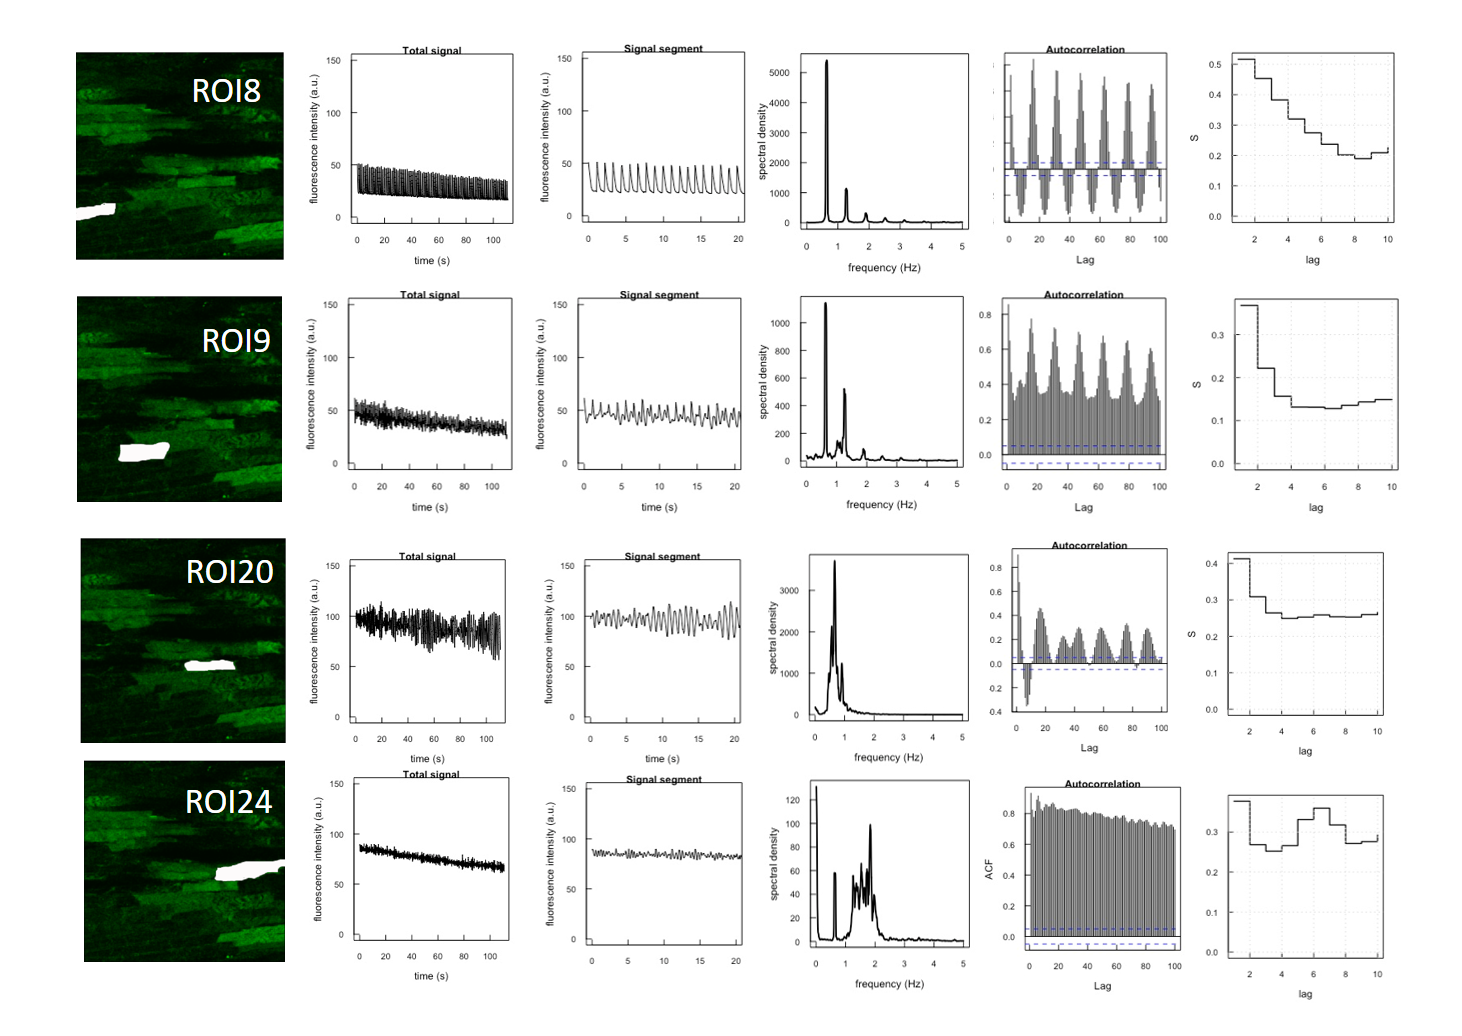 ROI8
Total signal
fluorescence intensity (a.u.)
150
100
50
0
0 20 40 60 80 100
time (s)
Signal segment
fluorescence intensity (a.u.)
150
100
50
0
0 5 10 15 20
time (s)
spectral density
5000
4000
3000
2000
1000
0
0 1 2 3 4 5
frequency (Hz)
Autocorrelation
0 20 40 60 80 100
Lag
S
0.5
0.4
0.3
0.2
0.1
0.0
2 4 6 8 10
lag
ROI9
Total signal
fluorescence intensity (a.u.)
150
100
50
0
0 20 40 60 80 100
time (s)
Signal segment
fluorescence intensity (a.u.)
150
100
50
0
0 5 10 15 20
time (s)
spectral density
1000
800
600
400
200
0
0 1 2 3 4 5
frequency (Hz)
Autocorrelation
0.8
0.6
0.4
0.2
0.0
0 20 40 60 80 100
Lag
S
0.3
0.2
0.1
0.0
2 4 6 8 10
lag
ROI20
Total signal
fluorescence intensity (a.u.)
150
100
50
0
0 20 40 60 80 100
time (s)
Signal segment
fluorescence intensity (a.u.)
150
100
50
0
0 5 10 15 20
time (s)
spectral density
3000
2000
1000
0
0 1 2 3 4 5
frequency (Hz)
Autocorrelation
0.8
0.6
0.4
0.2
0.0
0.2
0.4
0 20 40 60 80 100
Lag
S
0.4
0.3
0.2
0.1
0.0
2 4 6 8 10
lag
ROI24
Total signal
fluorescence intensity (a.u.)
150
100
50
0
0 20 40 60 80 100
time (s)
Signal segment
fluorescence intensity (a.u.)
150
100
50
0
0 5 10 15 20
time (s)
spectral density
120
100
80
60
40
20
0
0 1 2 3 4 5
frequency (Hz)
Autocorrelation
ACF
0.8
0.6
0.4
0.2
0.0
0 20 40 60 80 100
Lag
0.3
0.2
0.1
0.0
2 4 6 8 10
lag